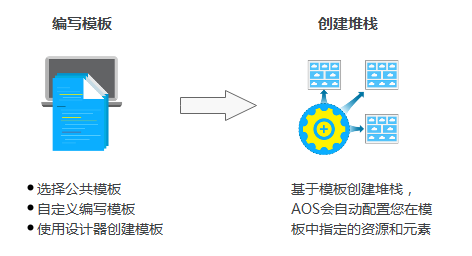 编写模板
创建堆栈
•选择公共模板
•自定义编写模板
•使用设计器创建模板
基于模板创建堆栈，
AOS会自动配置您在模
板中指定的资源和元素